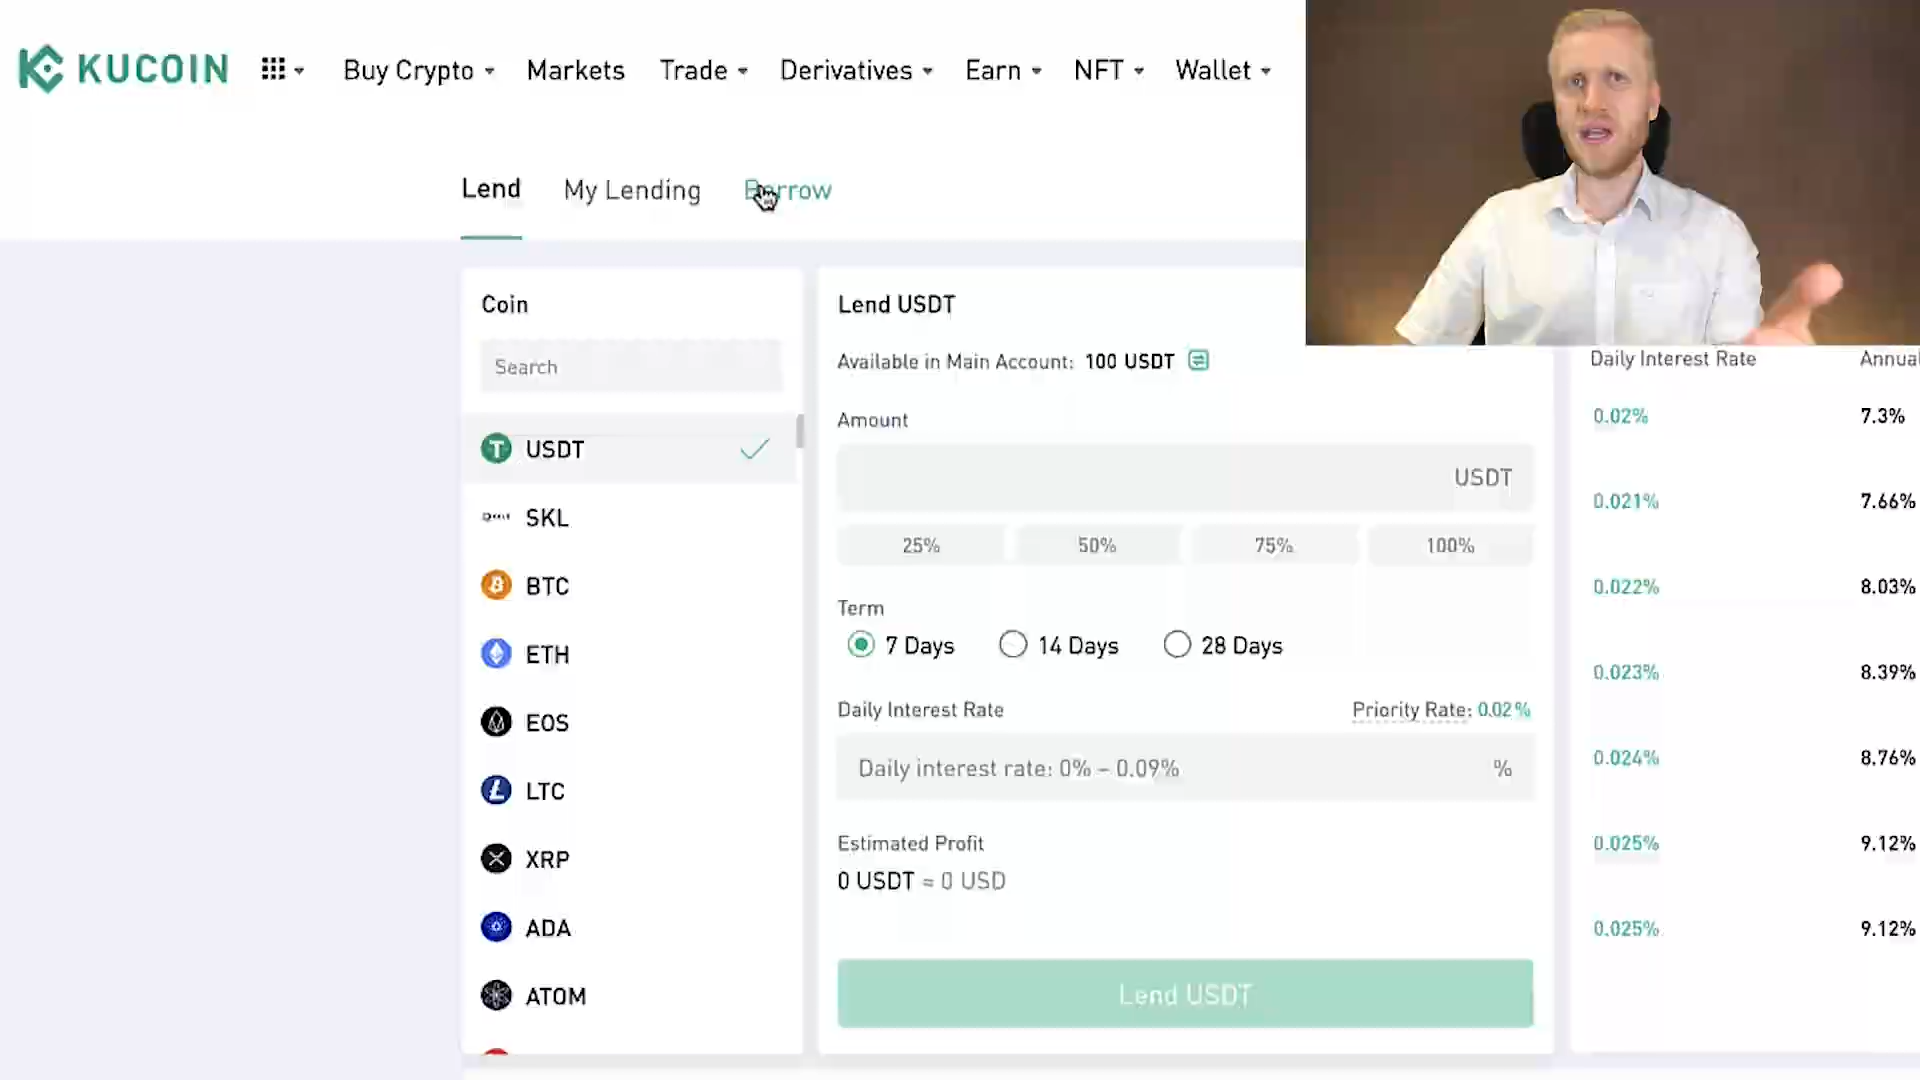 KUCOIN
Buy Crypto
Markets
Trade
Derivatives
Earn
NFT
Wallet
Lend
My Lending
Borrow
Coin
Search
USDT
SKL
BTC
ETH
EOS
LTC
XRP
ADA
ATOM
Lend USDT
Available in Main Account: 100 USDT
Amount
USDT
25%
50%
75%
100%
Term
7 Days
14 Days
28 Days
Daily Interest Rate
Priority Rate: 0.02%
Daily interest rate: 0% – 0.09%
%
Estimated Profit
0 USDT = 0 USD
Lend USDT
Daily Interest Rate
Annual
0.02%
7.3%
0.021%
7.66%
0.022%
8.03%
0.023%
8.39%
0.024%
8.76%
0.025%
9.12%
0.025%
9.12%